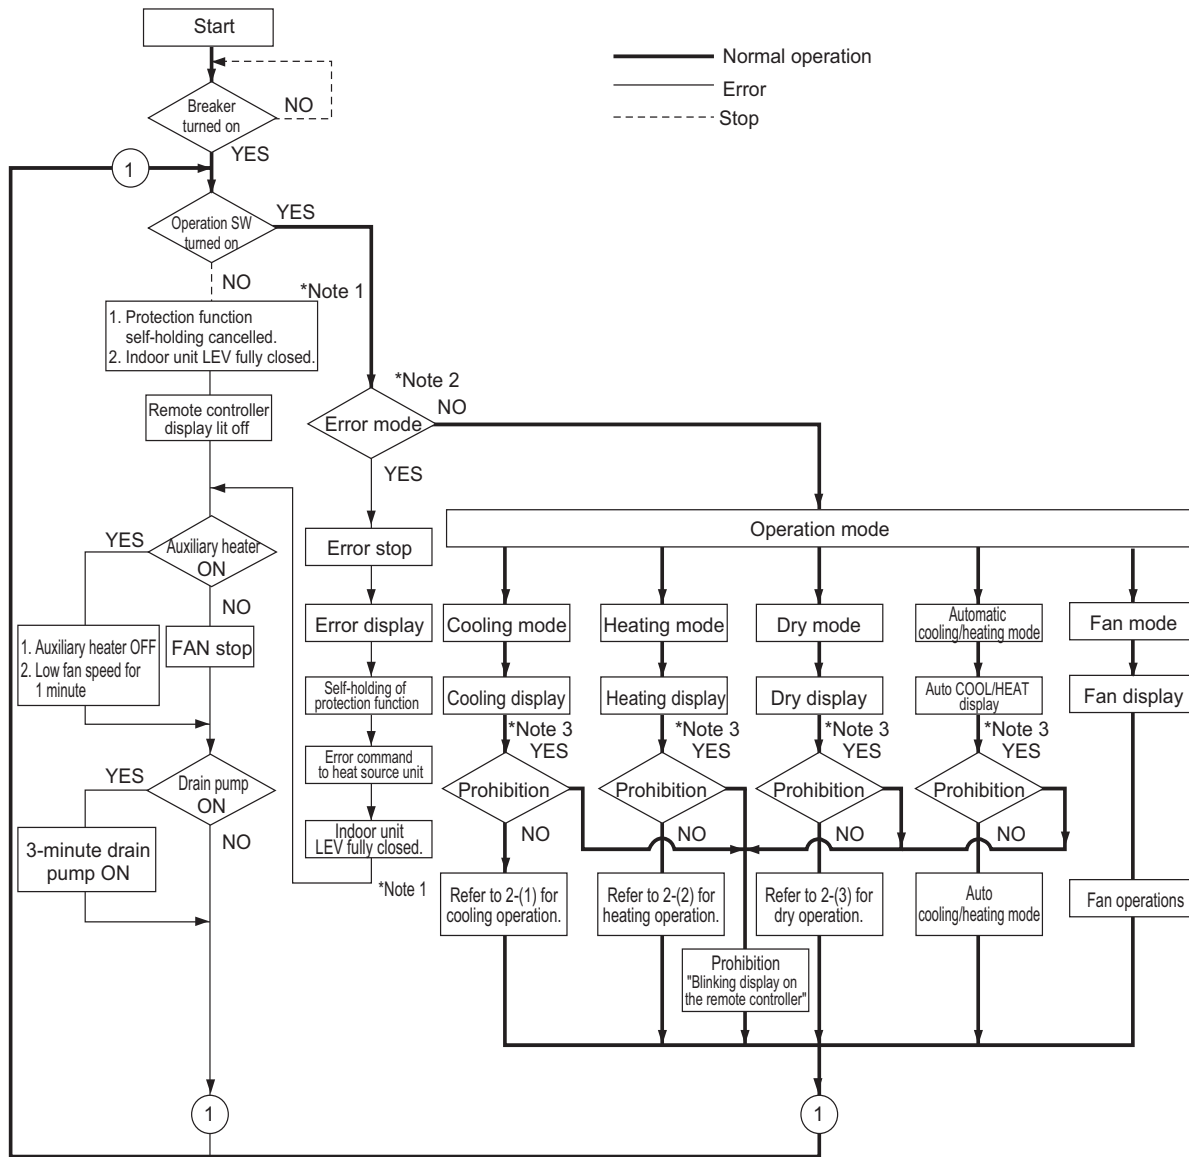 Start
Normal operation
Error
Stop
Breaker
turned on
NO
YES
1
Operation SW
turned on
YES
NO
*Note 1
1. Protection function
self-holding cancelled.
2. Indoor unit LEV fully closed.
Remote controller
display lit off
*Note 2
Error mode
NO
YES
Operation mode
Auxiliary heater
ON
YES
NO
1. Auxiliary heater OFF
2. Low fan speed for
1 minute
FAN stop
Drain pump
ON
YES
NO
3-minute drain
pump ON
Error stop
Error display
Self-holding of
protection function
Error command
to heat source unit
Indoor unit
LEV fully closed.
*Note 1
Cooling mode
Heating mode
Dry mode
Automatic
cooling/heating mode
Fan mode
Cooling display
Heating display
Dry display
Auto COOL/HEAT
display
Fan display
*Note 3
YES
*Note 3
YES
*Note 3
YES
*Note 3
YES
Prohibition
Prohibition
Prohibition
Prohibition
NO
NO
NO
NO
Refer to 2-(1) for
cooling operation.
Refer to 2-(2) for
heating operation.
Refer to 2-(3) for
dry operation.
Auto
cooling/heating mode
Fan operations
Prohibition
"Blinking display on
the remote controller"
1
1